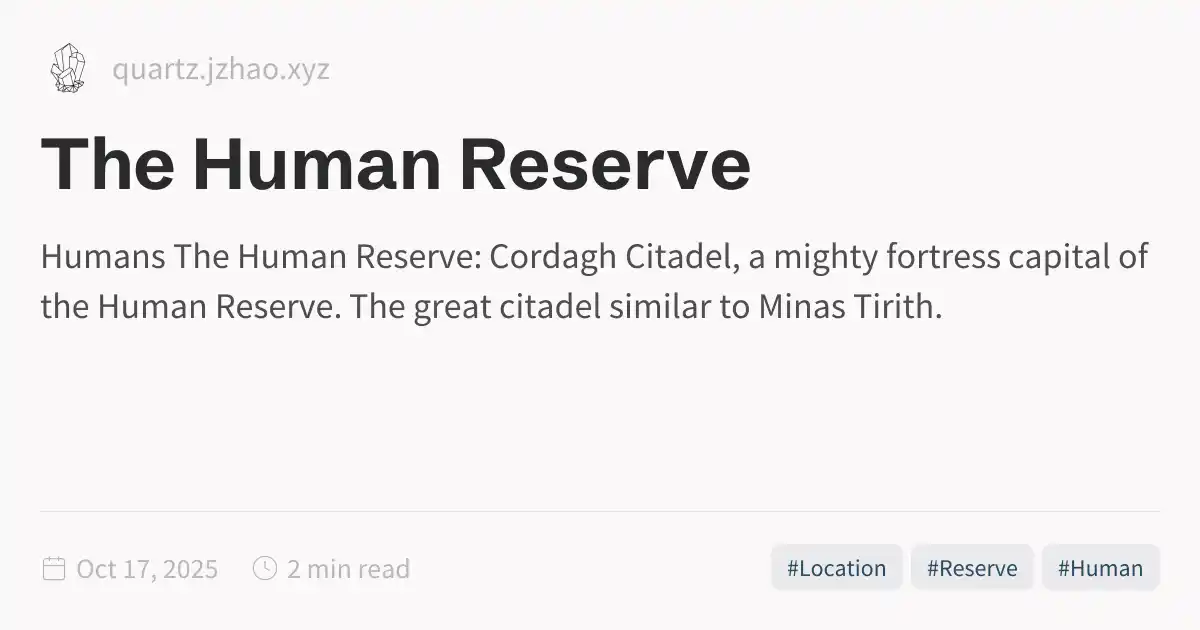 quartz.jzhao.xyz
The Human Reserve
Humans The Human Reserve: Cordagh Citadel, a mighty fortress capital of
the Human Reserve. The great citadel similar to Minas Tirith.
Oct 17, 2025 2 min read #Location #Reserve #Human